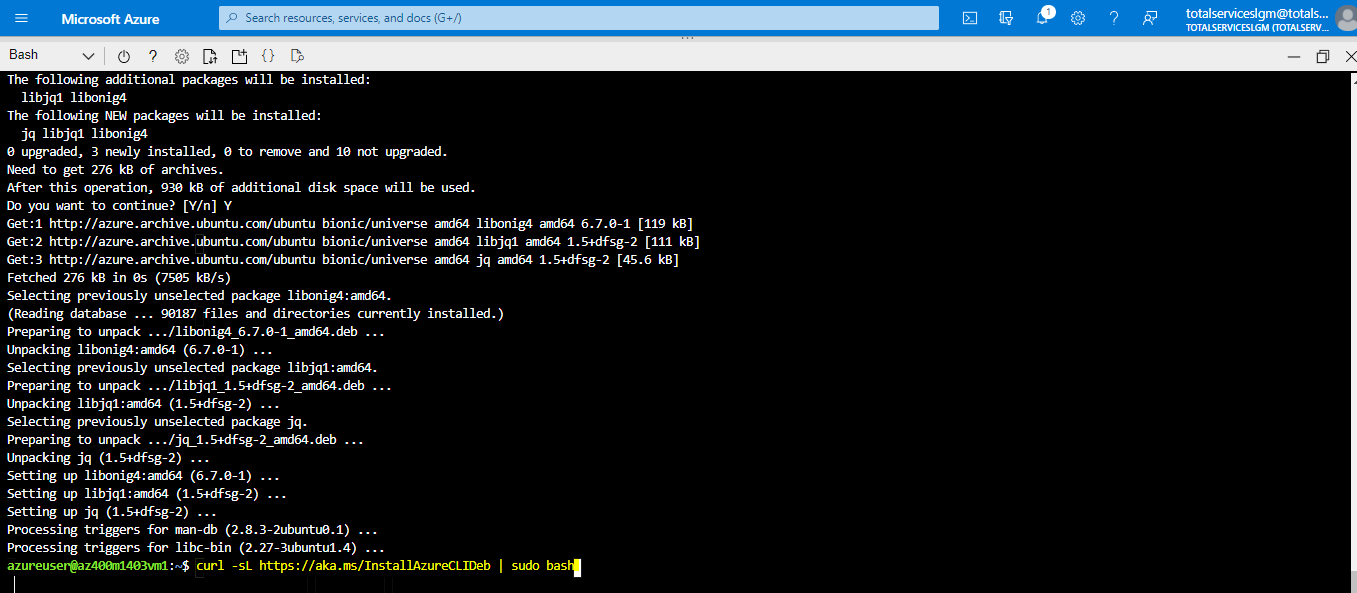 Microsoft Azure
Search resources, services, and docs (G+/)
1
totalserviceslgm@totals...
TOTALSERVICESLGM (TOTALSERV...
Bash
The following additional packages will be installed:
  libjq1 libonig4
The following NEW packages will be installed:
  jq libjq1 libonig4
0 upgraded, 3 newly installed, 0 to remove and 10 not upgraded.
Need to get 276 kB of archives.
After this operation, 930 kB of additional disk space will be used.
Do you want to continue? [Y/n] Y
Get:1 http://azure.archive.ubuntu.com/ubuntu bionic/universe amd64 libonig4 amd64 6.7.0-1 [119 kB]
Get:2 http://azure.archive.ubuntu.com/ubuntu bionic/universe amd64 libjq1 amd64 1.5+dfsg-2 [111 kB]
Get:3 http://azure.archive.ubuntu.com/ubuntu bionic/universe amd64 jq amd64 1.5+dfsg-2 [45.6 kB]
Fetched 276 kB in 0s (7505 kB/s)
Selecting previously unselected package libonig4:amd64.
(Reading database ... 90187 files and directories currently installed.)
Preparing to unpack .../libonig4_6.7.0-1_amd64.deb ...
Unpacking libonig4:amd64 (6.7.0-1) ...
Selecting previously unselected package libjq1:amd64.
Preparing to unpack .../libjq1_1.5+dfsg-2_amd64.deb ...
Unpacking libjq1:amd64 (1.5+dfsg-2) ...
Selecting previously unselected package jq.
Preparing to unpack .../jq_1.5+dfsg-2_amd64.deb ...
Unpacking jq (1.5+dfsg-2) ...
Setting up libonig4:amd64 (6.7.0-1) ...
Setting up libjq1:amd64 (1.5+dfsg-2) ...
Setting up jq (1.5+dfsg-2) ...
Processing triggers for man-db (2.8.3-2ubuntu0.1) ...
Processing triggers for libc-bin (2.27-3ubuntu1.4) ...
azureuser@az400m1403vm1:~$ curl -sL https://aka.ms/InstallAzureCLIDeb | sudo bash